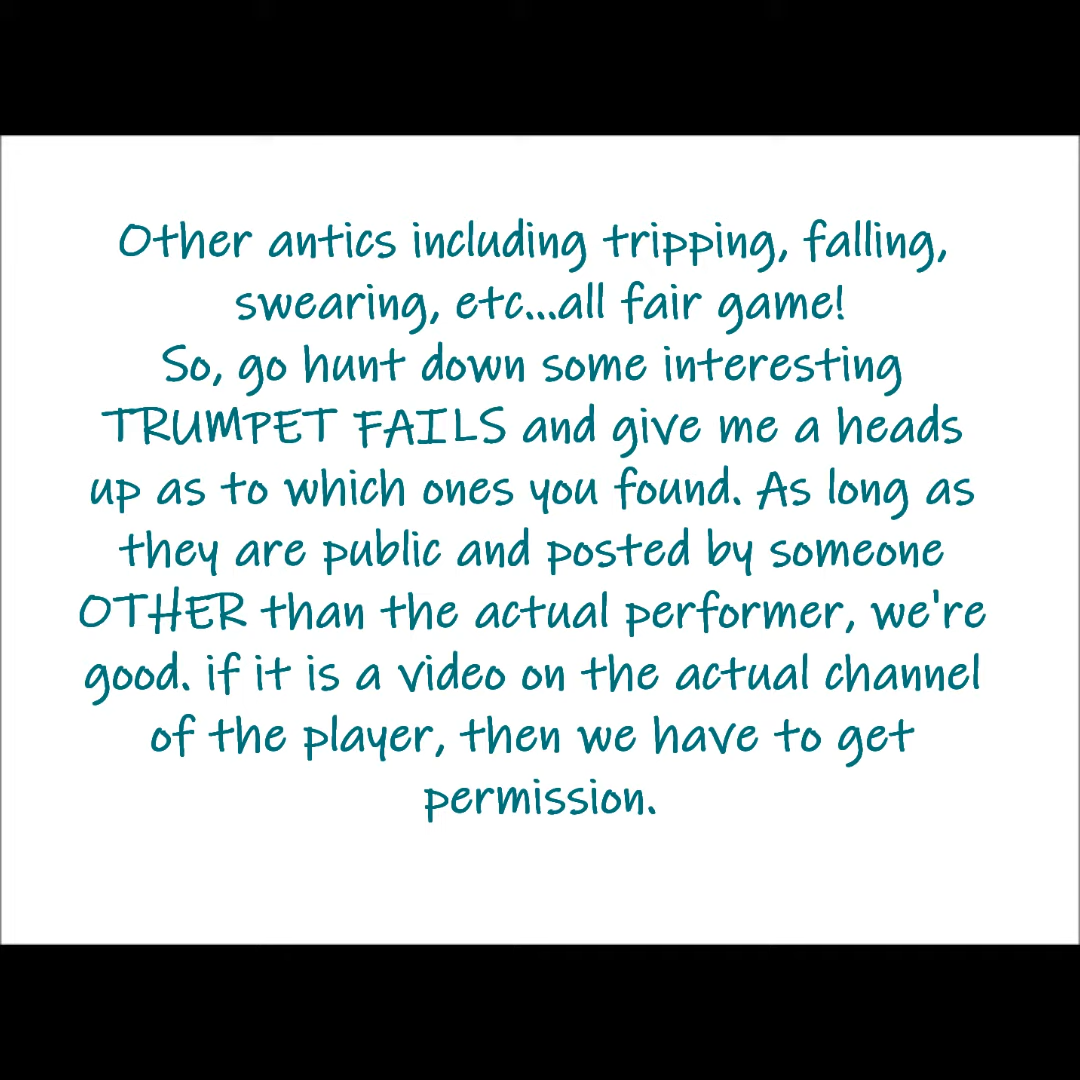 Other antics including tripping, falling,
swearing, etc...all fair game!
So, go hunt down some interesting
TRUMPET FAILS and give me a heads
up as to which ones you found. As long as
they are public and posted by someone
OTHER than the actual performer, we're
good. if it is a video on the actual channel
of the player, then we have to get
permission.